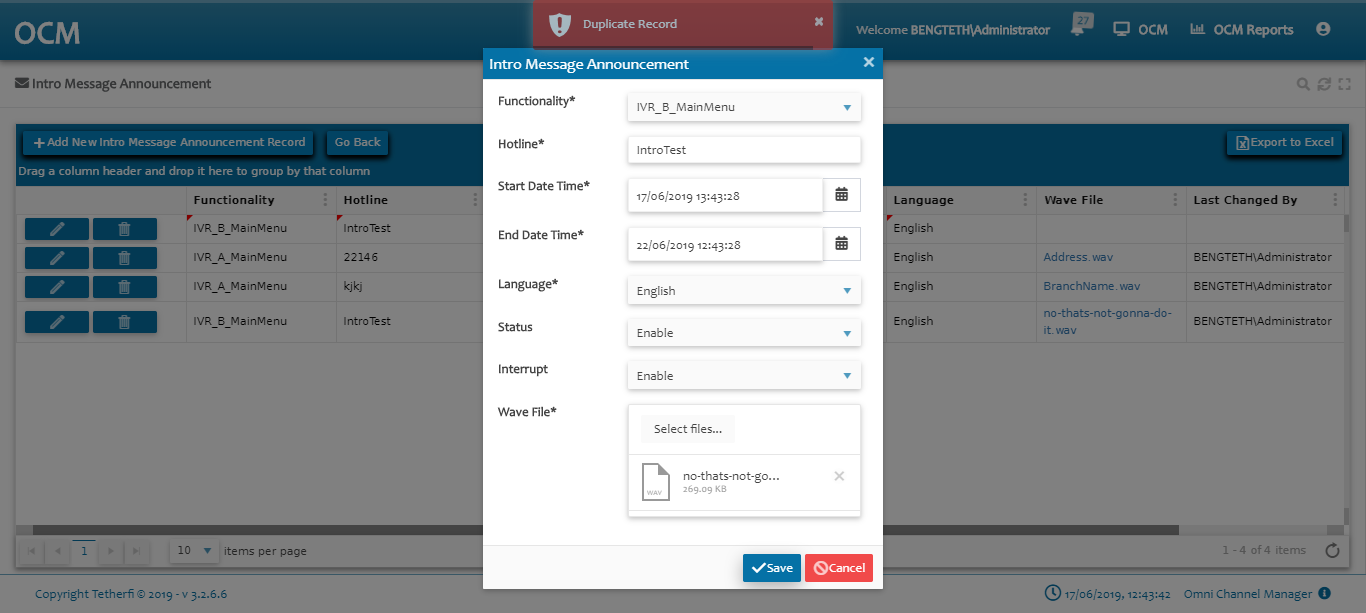 OCM
Duplicate Record
Welcome BENGTETH\Administrator
27
OCM
OCM Reports
Intro Message Announcement
Intro Message Announcement
Add New Intro Message Announcement Record
Go Back
Export to Excel
Drag a column header and drop it here to group by that column
Functionality
Hotline
Language
Wave File
Last Changed By
IVR_B_MainMenu
IntroTest
English
IVR_A_MainMenu
22146
English
Address.wav
BENGTETH\Administrator
IVR_A_MainMenu
kjkj
English
BranchName.wav
BENGTETH\Administrator
IVR_B_MainMenu
IntroTest
English
no-thats-not-gonna-do-
it.wav
BENGTETH\Administrator
Functionality*
IVR_B_MainMenu
Hotline*
IntroTest
Start Date Time*
17/06/2019 13:43:28
End Date Time*
22/06/2019 12:43:28
Language*
English
Status
Enable
Interrupt
Enable
Wave File*
Select files...
WAV
no-thats-not-go...
269.09 KB
Save
Cancel
1
10
items per page
1 - 4 of 4 items
Copyright Tetherfi © 2019 - v 3.2.6.6
17/06/2019, 12:43:42
Omni Channel Manager